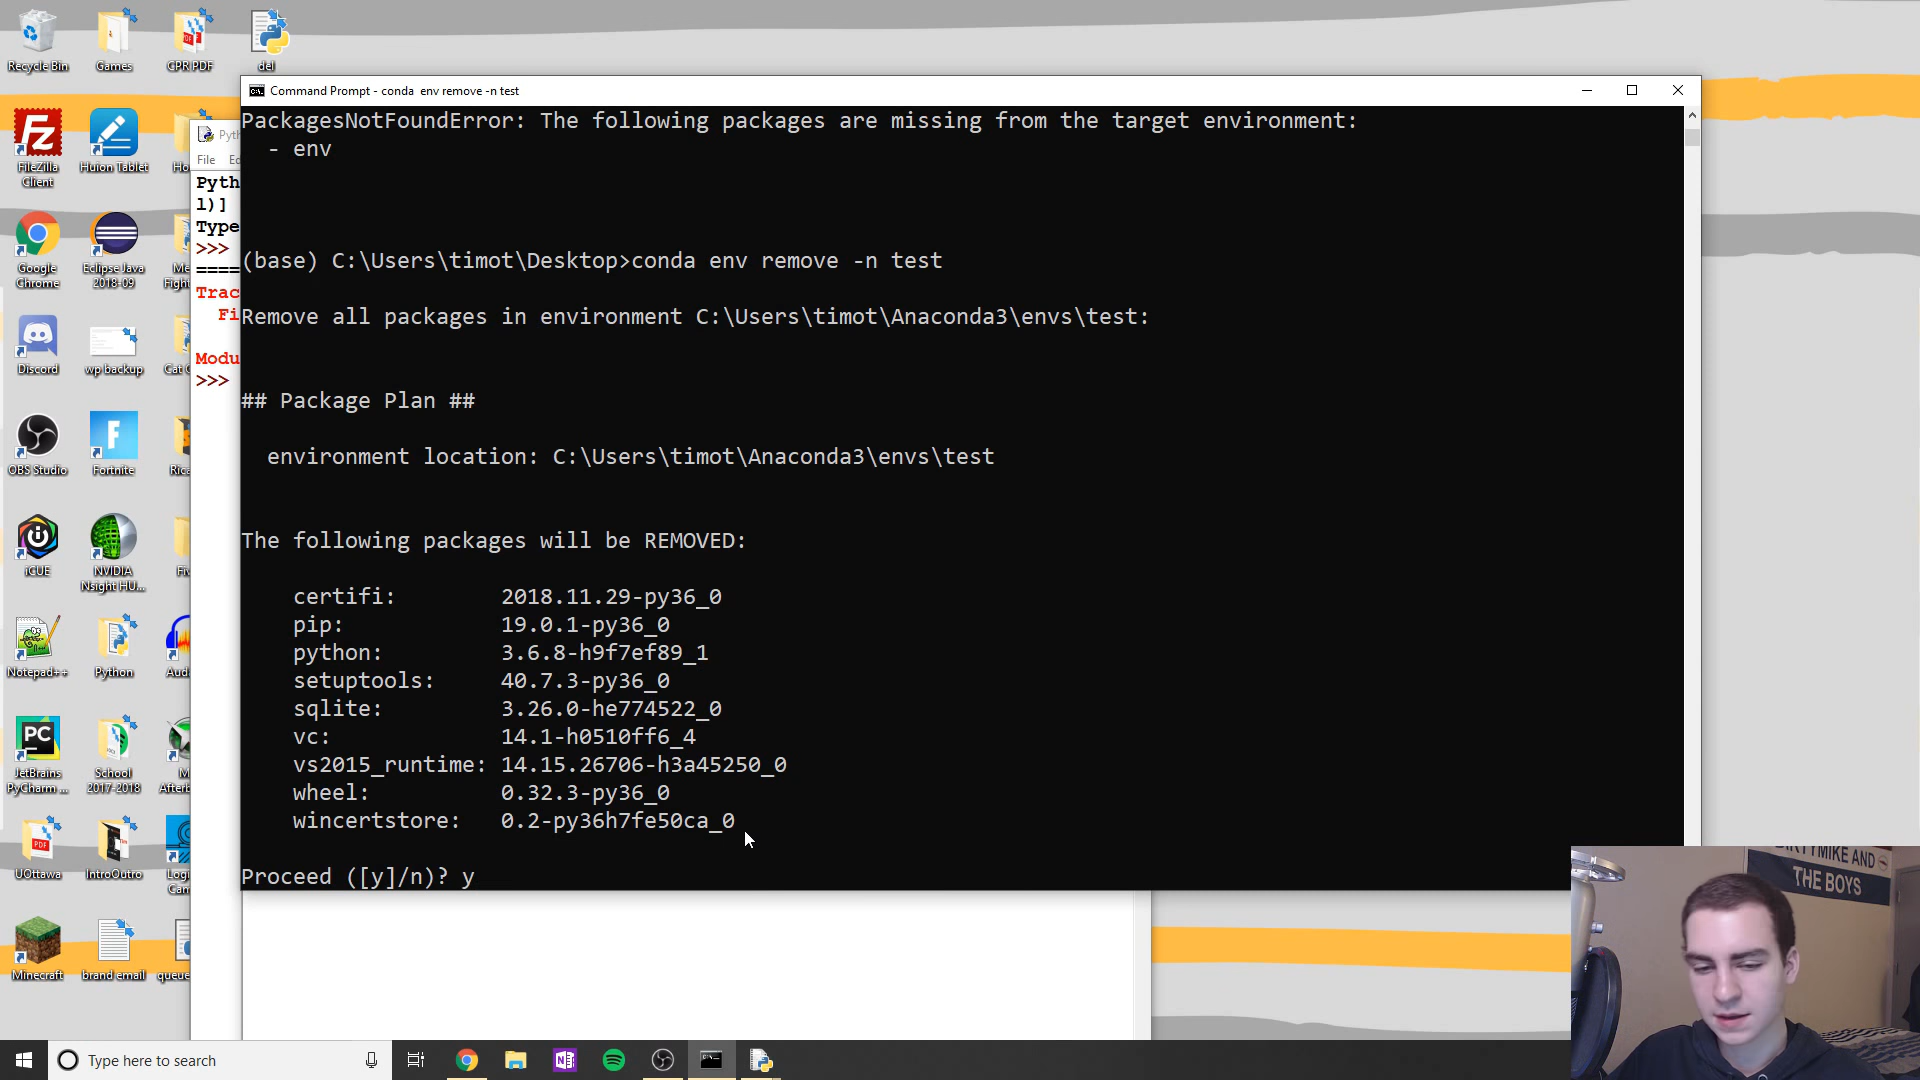 Recycle Bin
Games
CPR PDF
del
FileZilla Client
Huion Tablet
Google Chrome
Eclipse Java 2018-09
Discord
wp backup
OBS Studio
Fortnite
iCUE
NVIDIA Nsight HU...
Notepad++
Python
JetBrains PyCharm ...
School 2017-2018
UOttawa
IntroOutro
Minecraft
brand email
File
l)]
Type
>>>
====
>>>
Command Prompt - conda  env remove -n test
PackagesNotFoundError: The following packages are missing from the target environment:
- env
(base) C:\Users\timot\Desktop>conda env remove -n test
Remove all packages in environment C:\Users\timot\Anaconda3\envs\test:
## Package Plan ##
environment location: C:\Users\timot\Anaconda3\envs\test
The following packages will be REMOVED:
certifi: 2018.11.29-py36_0
pip: 19.0.1-py36_0
python: 3.6.8-h9f7ef89_1
setuptools: 40.7.3-py36_0
sqlite: 3.26.0-he774522_0
vc: 14.1-h0510ff6_4
vs2015_runtime: 14.15.26706-h3a45250_0
wheel: 0.32.3-py36_0
wincertstore: 0.2-py36h7fe50ca_0
Proceed ([y]/n)? y
DIRTYMIKE AND
THE BOYS
Type here to search